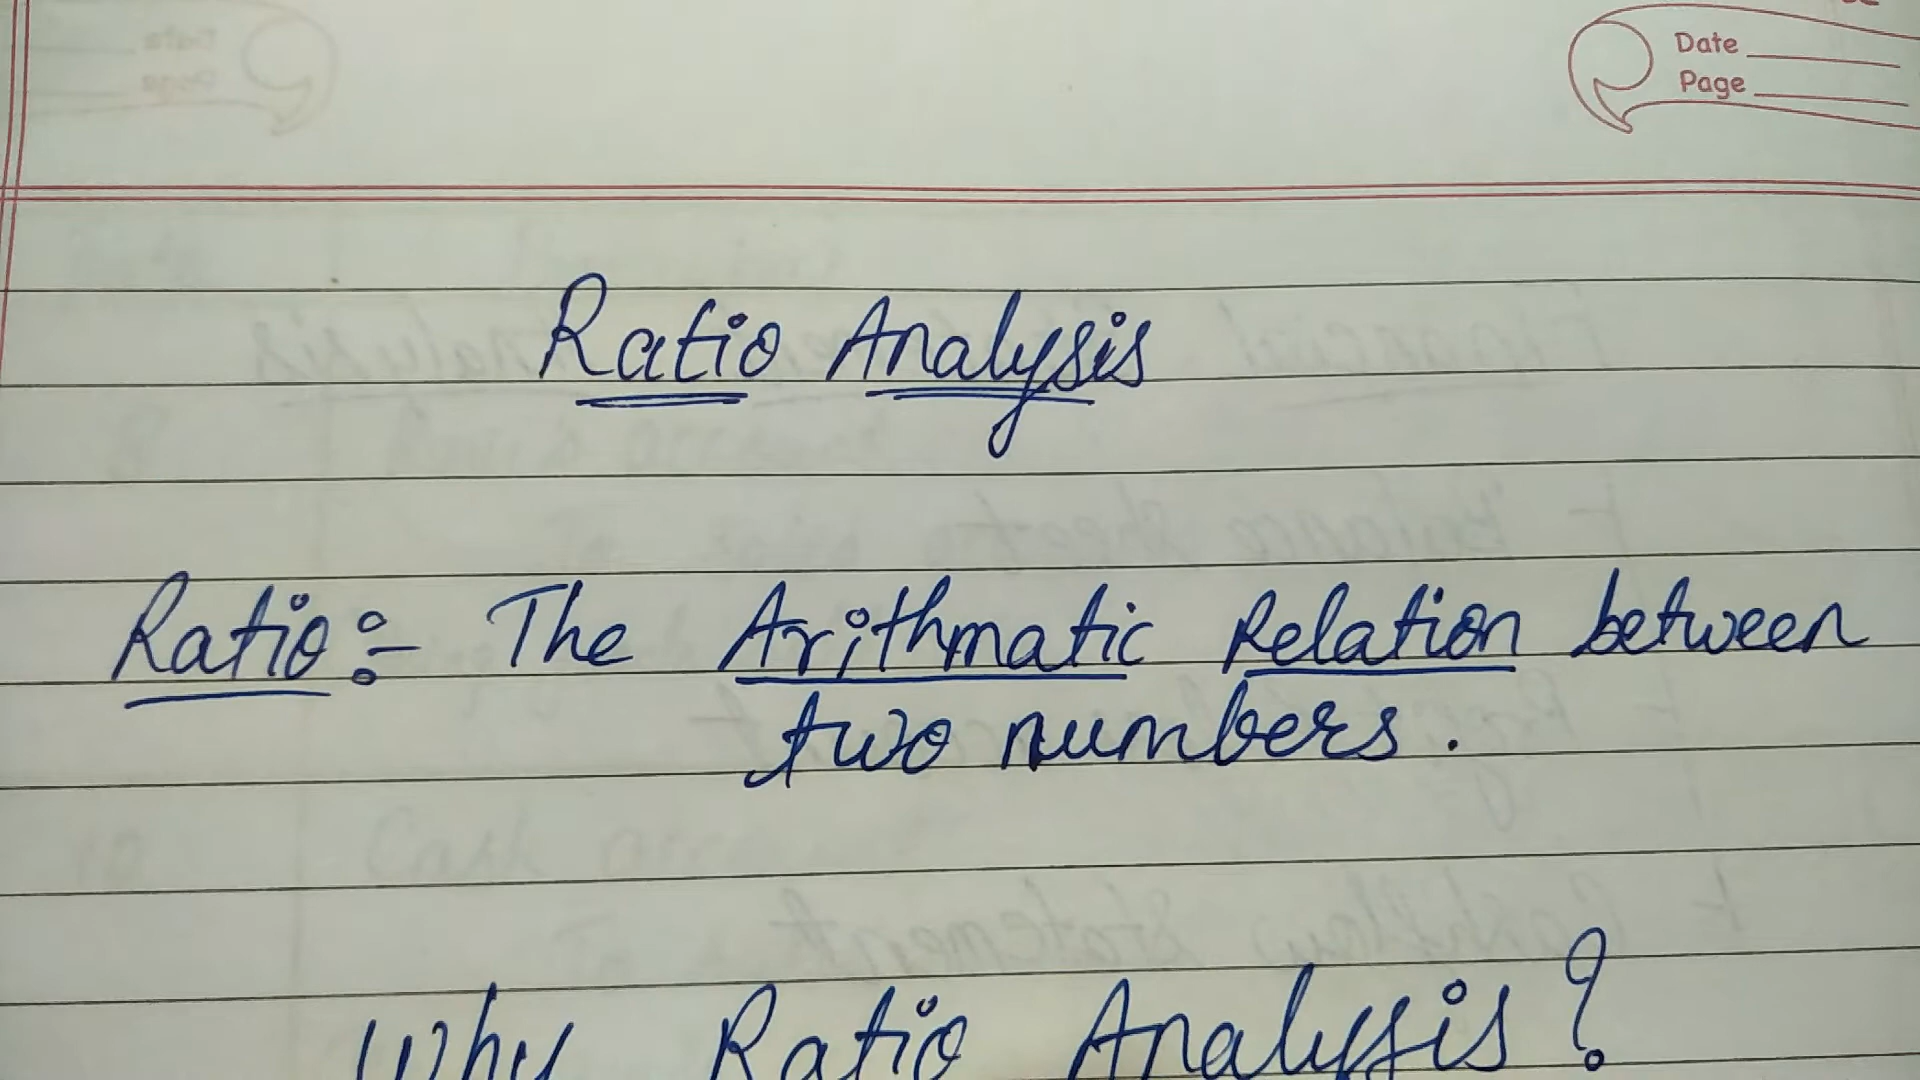 Date
Page
Ratio Analysis
Ratio:- The Arithmatic Relation between
two numbers.
Why Ratio Analysis?